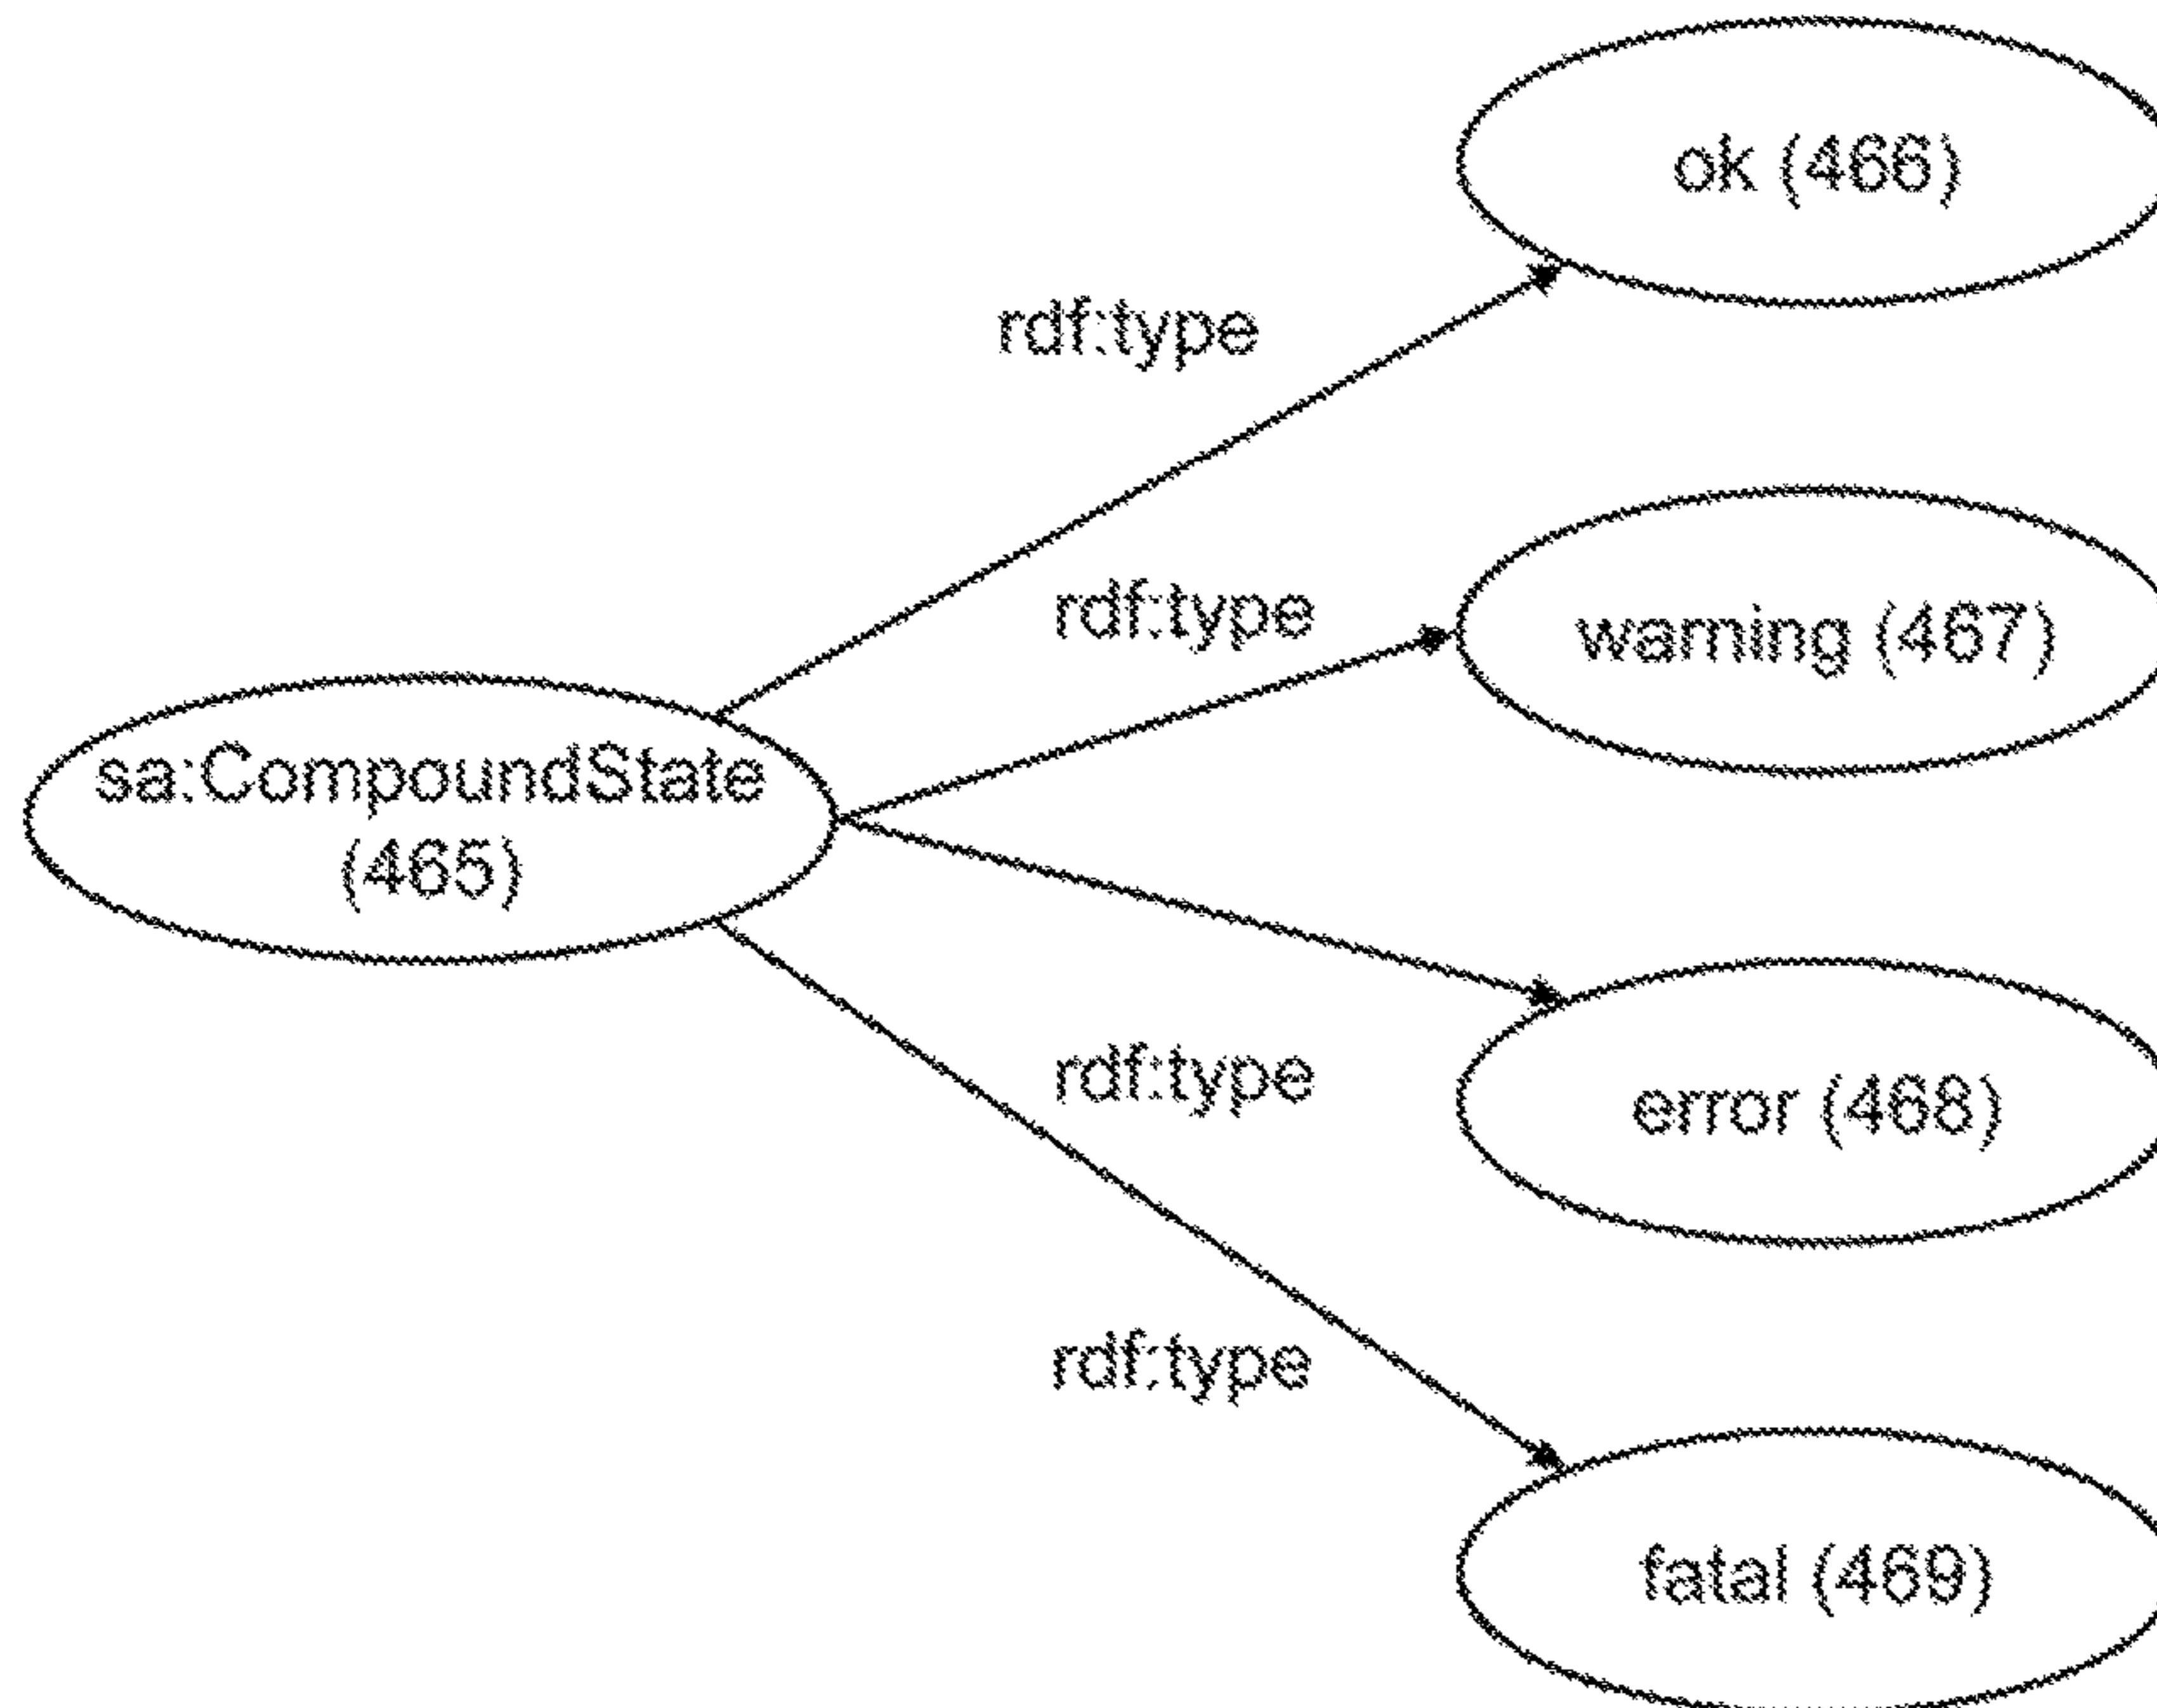 ok (466)
rdf:type
rdf:type
warning (467)
sa:CompoundState
(465)
rdf:type
error (468)
rdf:type
fatal (469)